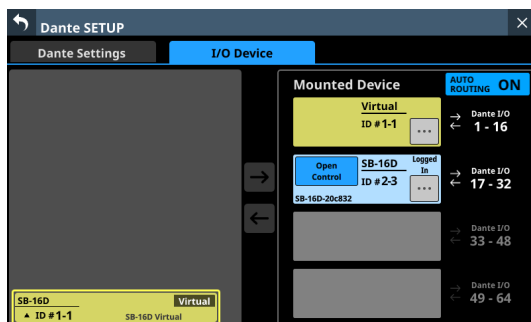 Dante SETUP
Dante Settings
I/O Device
Mounted Device
AUTO ROUTING ON
Virtual
ID # 1-1
...
Dante I/O
1 - 16
Open Control
SB-16D
ID # 2-3
Logged In
...
SB-16D-20c832
Dante I/O
17 - 32
Dante I/O
33 - 48
Dante I/O
49 - 64
SB-16D
Virtual
ID # 1-1
SB-16D Virtual